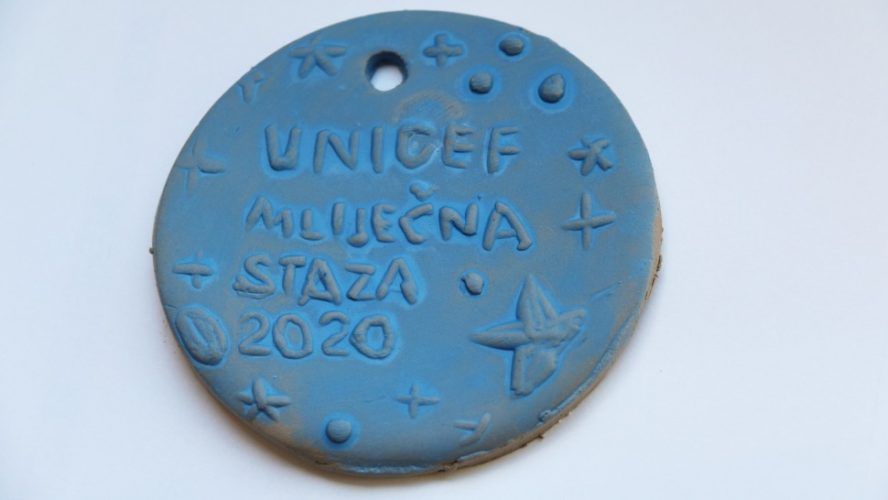 UNICEF
MLIJEČNA
STAZA
2020